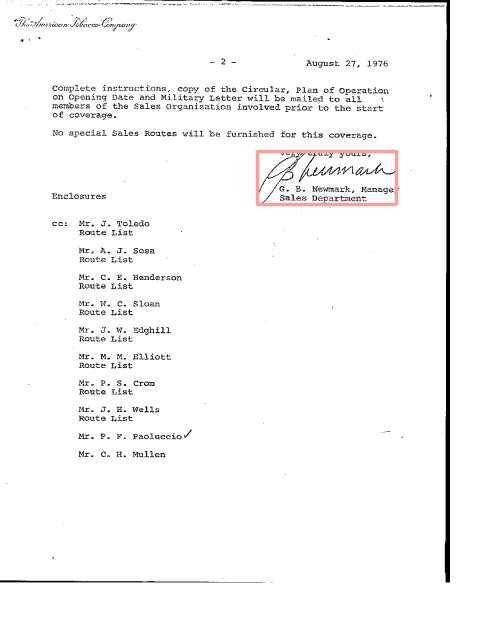 The American Tobacco Company
- 2 -
August 27, 1976
Complete instructions, copy of the Circular, Plan of Operation
on Opening Date and Military Letter will be mailed to all
members of the Sales Organization involved prior to the start
of coverage.
No special Sales Routes will be furnished for this coverage.
Very truly yours,
G. B. Newmark, Manager
Sales Department
Enclosures
cc: Mr. J. Toledo
Route List
Mr. A. J. Sosa
Route List
Mr. C. E. Henderson
Route List
Mr. W. C. Sloan
Route List
Mr. J. W. Edghill
Route List
Mr. M. M. Elliott
Route List
Mr. P. S. Crom
Route List
Mr. J. H. Wells
Route List
Mr. P. F. Paoluccio
Mr. C. H. Mullen